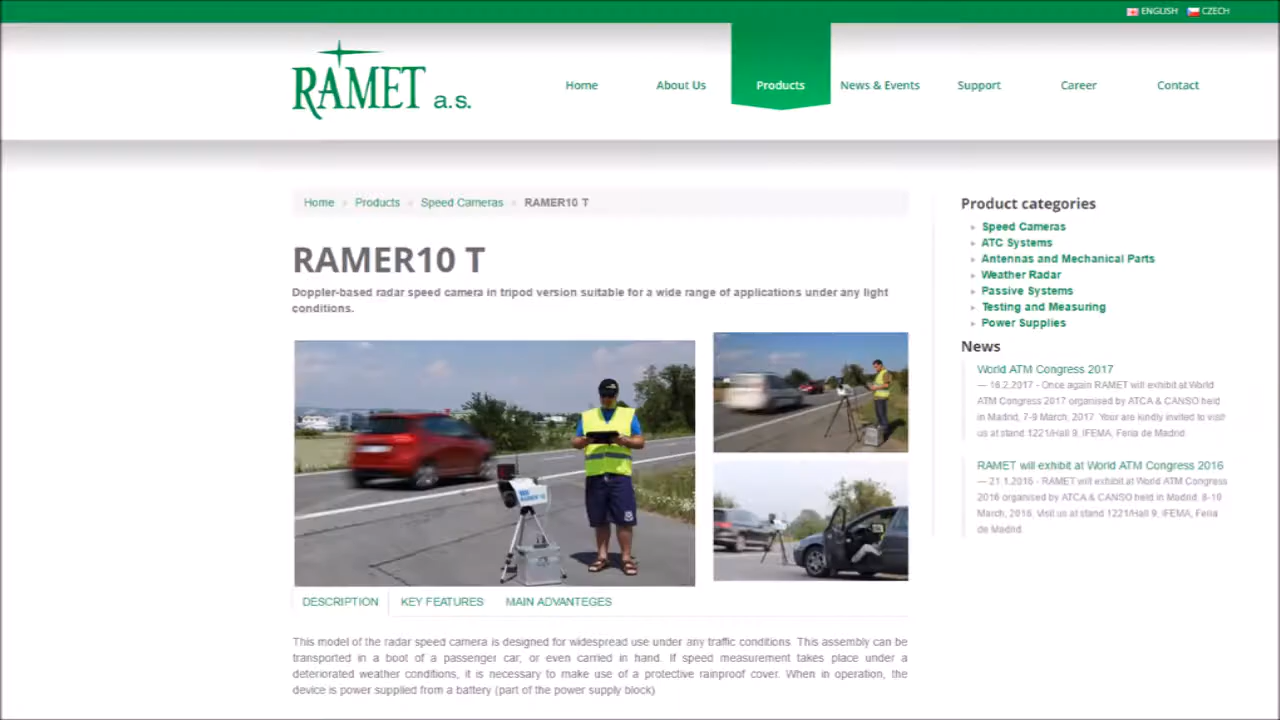 ENGLISH CZECH
RAMET a.s.
Home About Us Products News & Events Support Career Contact
Home » Products » Speed Cameras » RAMER10 T
RAMER10 T
Doppler-based radar speed camera in tripod version suitable for a wide range of applications under any light
conditions.
DESCRIPTION KEY FEATURES MAIN ADVANTEGES
This model of the radar speed camera is designed for widespread use under any traffic conditions. This assembly can be
transported in a boot of a passenger car, or even carried in hand. If speed measurement takes place under a
deteriorated weather conditions, it is necessary to make use of a protective rainproof cover. When in operation, the
device is power supplied from a battery (part of the power supply block)
Product categories
Speed Cameras
ATC Systems
Antennas and Mechanical Parts
Weather Radar
Passive Systems
Testing and Measuring
Power Supplies
News
World ATM Congress 2017
— 16.2.2017 - Once again RAMET will exhibit at World
ATM Congress 2017 organised by ATCA & CANSO held
in Madrid, 7-9 March, 2017. Your are kindly invited to visit
us at stand 1221/Hall 9, IFEMA, Feria de Madrid
RAMET will exhibit at World ATM Congress 2016
— 21.1.2016 - RAMET will exhibit at World ATM Congress
2016 organised by ATCA & CANSO held in Madrid, 8-10
March, 2016. Visit us at stand 1221/Hall 9, IFEMA, Feria
de Madrid